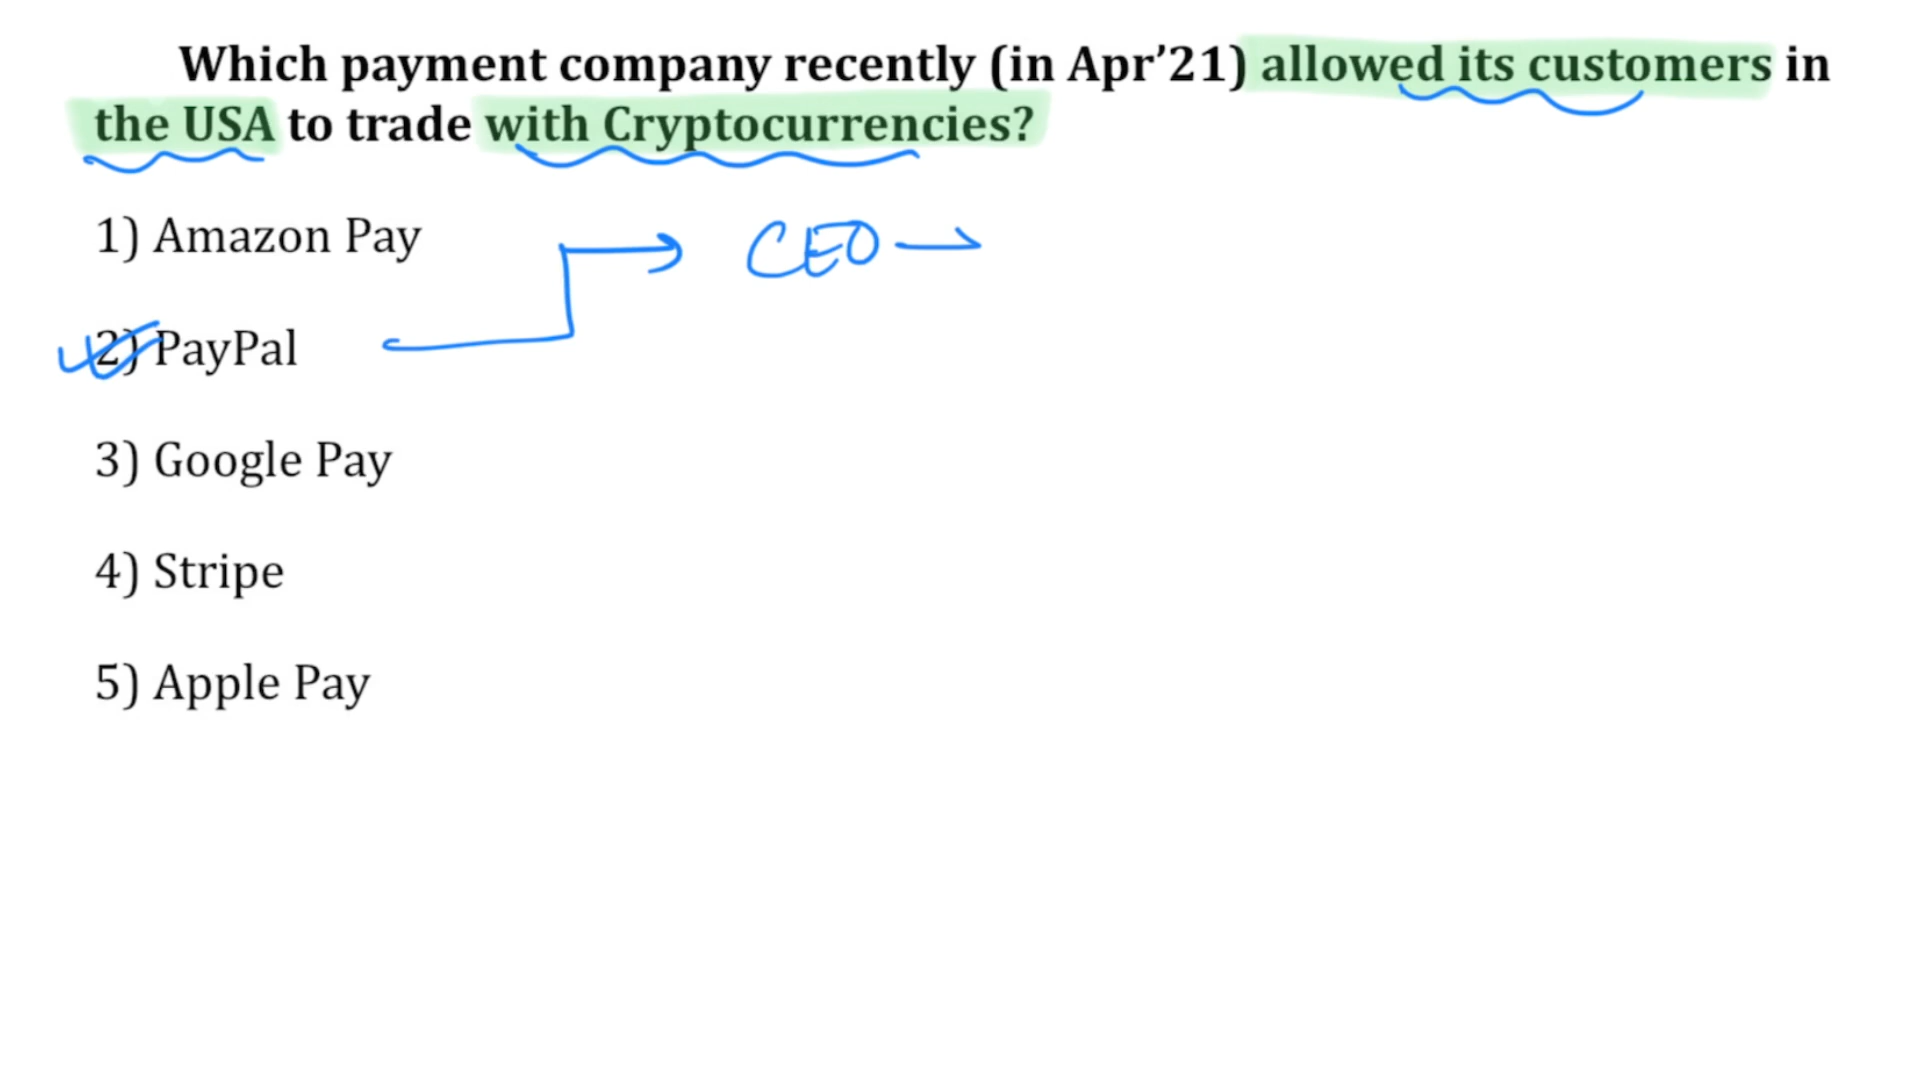 Which payment company recently (in Apr’21) allowed its customers in
the USA to trade with Cryptocurrencies?
1) Amazon Pay
CEO →
2) PayPal
3) Google Pay
4) Stripe
5) Apple Pay